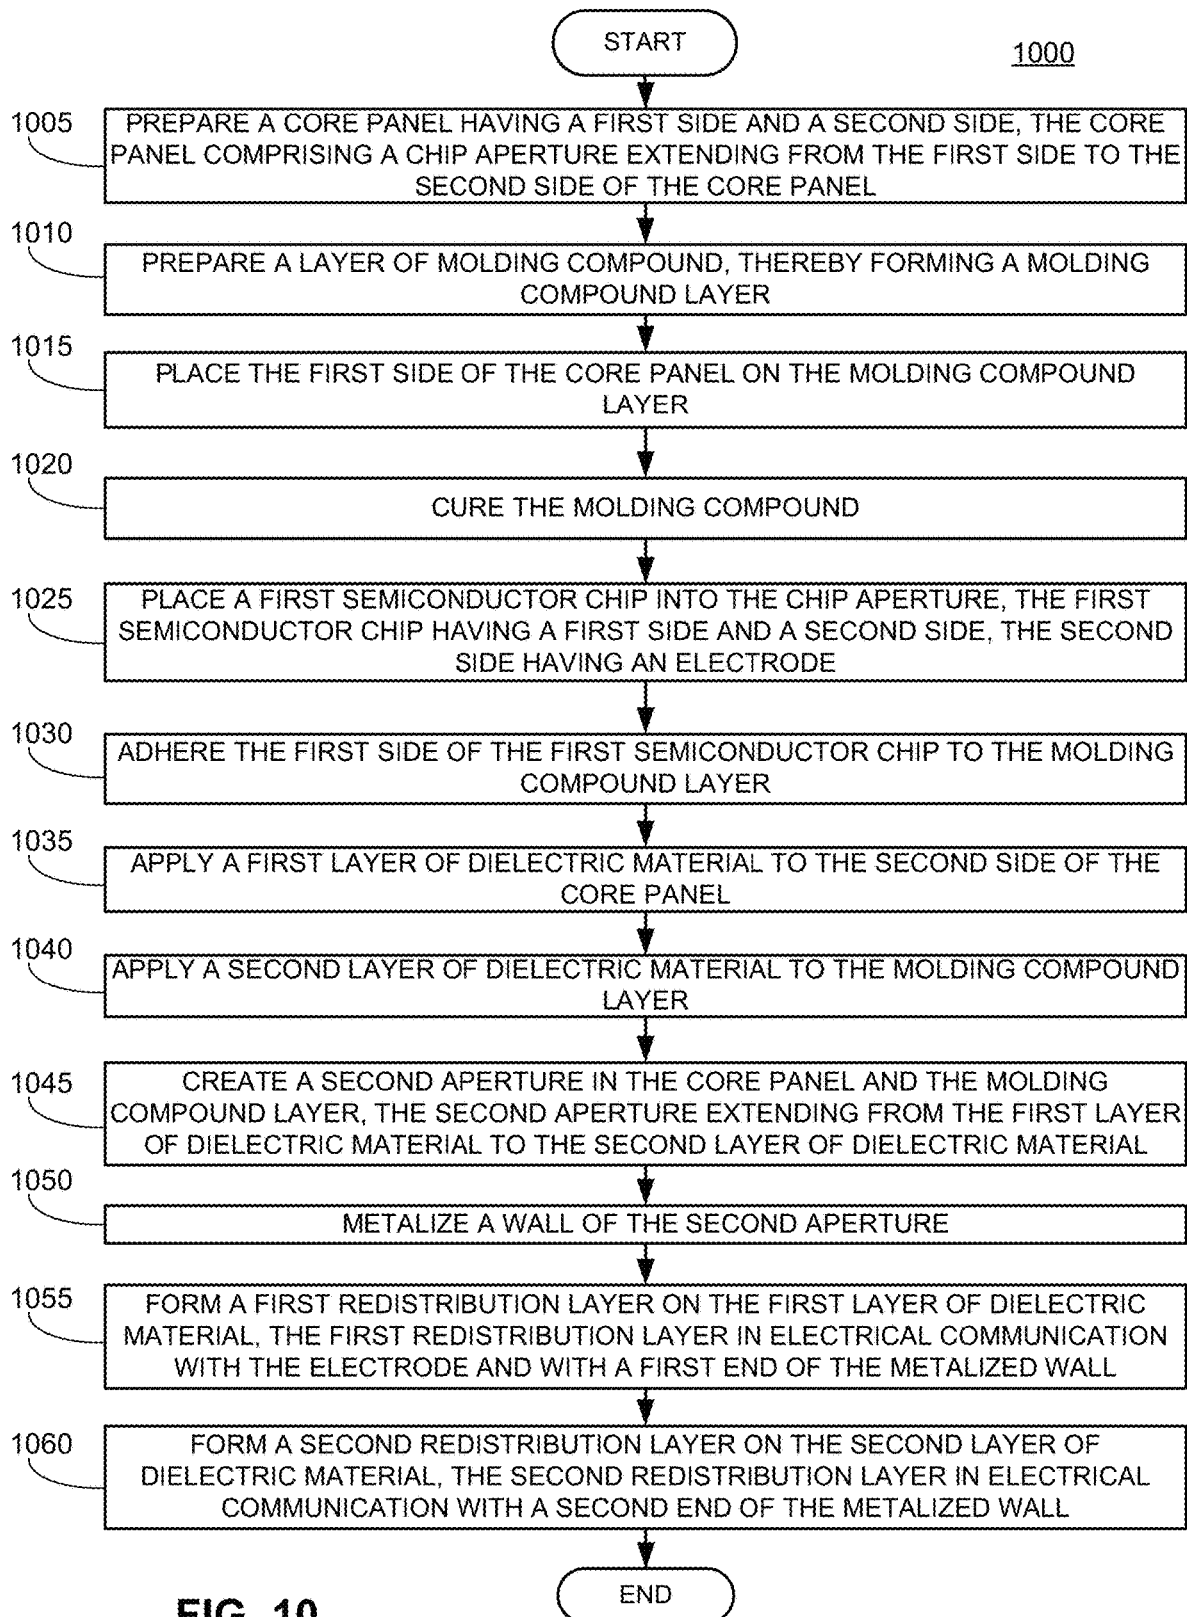 START
1000
1005
PREPARE A CORE PANEL HAVING A FIRST SIDE AND A SECOND SIDE, THE CORE
PANEL COMPRISING A CHIP APERTURE EXTENDING FROM THE FIRST SIDE TO THE
SECOND SIDE OF THE CORE PANEL
1010
PREPARE A LAYER OF MOLDING COMPOUND, THEREBY FORMING A MOLDING
COMPOUND LAYER
1015
PLACE THE FIRST SIDE OF THE CORE PANEL ON THE MOLDING COMPOUND
LAYER
1020
CURE THE MOLDING COMPOUND
1025
PLACE A FIRST SEMICONDUCTOR CHIP INTO THE CHIP APERTURE, THE FIRST
SEMICONDUCTOR CHIP HAVING A FIRST SIDE AND A SECOND SIDE, THE SECOND
SIDE HAVING AN ELECTRODE
1030
ADHERE THE FIRST SIDE OF THE FIRST SEMICONDUCTOR CHIP TO THE MOLDING
COMPOUND LAYER
1035
APPLY A FIRST LAYER OF DIELECTRIC MATERIAL TO THE SECOND SIDE OF THE
CORE PANEL
1040
APPLY A SECOND LAYER OF DIELECTRIC MATERIAL TO THE MOLDING COMPOUND
LAYER
1045
CREATE A SECOND APERTURE IN THE CORE PANEL AND THE MOLDING
COMPOUND LAYER, THE SECOND APERTURE EXTENDING FROM THE FIRST LAYER
OF DIELECTRIC MATERIAL TO THE SECOND LAYER OF DIELECTRIC MATERIAL
1050
METALIZE A WALL OF THE SECOND APERTURE
1055
FORM A FIRST REDISTRIBUTION LAYER ON THE FIRST LAYER OF DIELECTRIC
MATERIAL, THE FIRST REDISTRIBUTION LAYER IN ELECTRICAL COMMUNICATION
WITH THE ELECTRODE AND WITH A FIRST END OF THE METALIZED WALL
1060
FORM A SECOND REDISTRIBUTION LAYER ON THE SECOND LAYER OF
DIELECTRIC MATERIAL, THE SECOND REDISTRIBUTION LAYER IN ELECTRICAL
COMMUNICATION WITH A SECOND END OF THE METALIZED WALL
END
FIG. 10